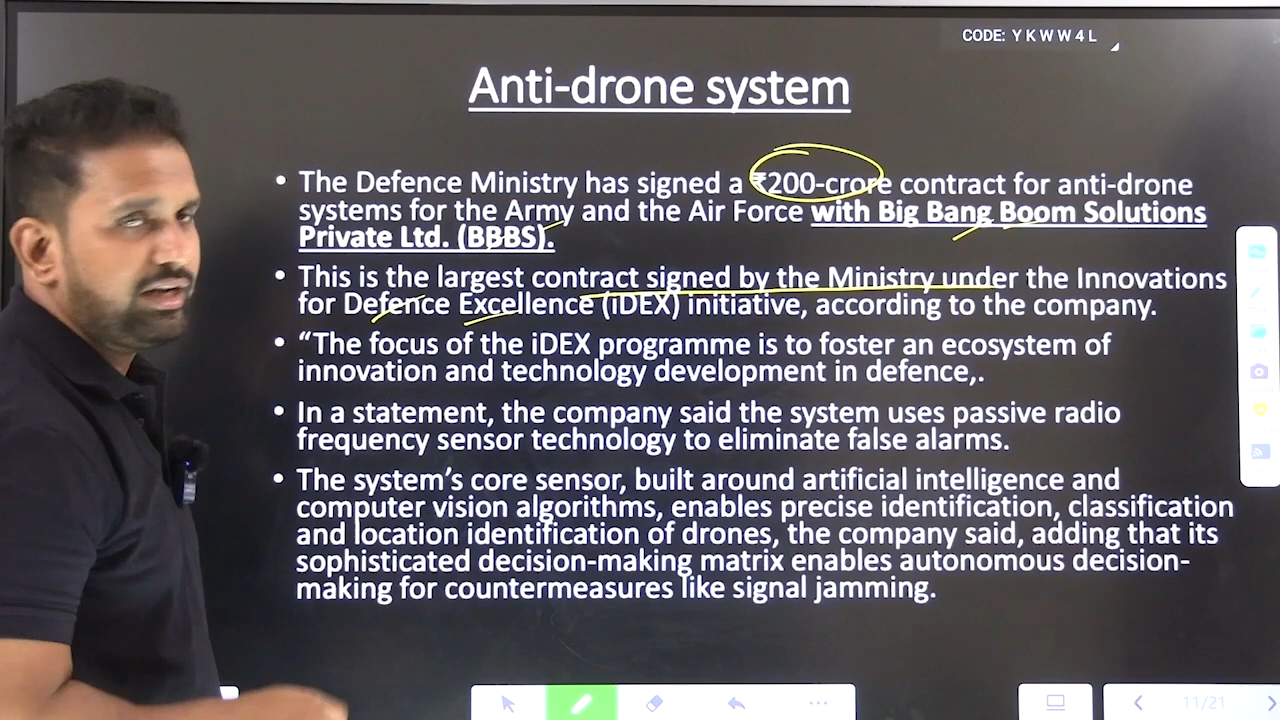 CODE: Y K W W 4 L
Anti-drone system
• The Defence Ministry has signed a ₹200-crore contract for anti-drone
systems for the Army and the Air Force with Big Bang Boom Solutions
Private Ltd. (BBBS).
• This is the largest contract signed by the Ministry under the Innovations
for Defence Excellence (iDEX) initiative, according to the company.
• “The focus of the iDEX programme is to foster an ecosystem of
innovation and technology development in defence,.
• In a statement, the company said the system uses passive radio
frequency sensor technology to eliminate false alarms.
• The system’s core sensor, built around artificial intelligence and
computer vision algorithms, enables precise identification, classification
and location identification of drones, the company said, adding that its
sophisticated decision-making matrix enables autonomous decision-
making for countermeasures like signal jamming.
11/21